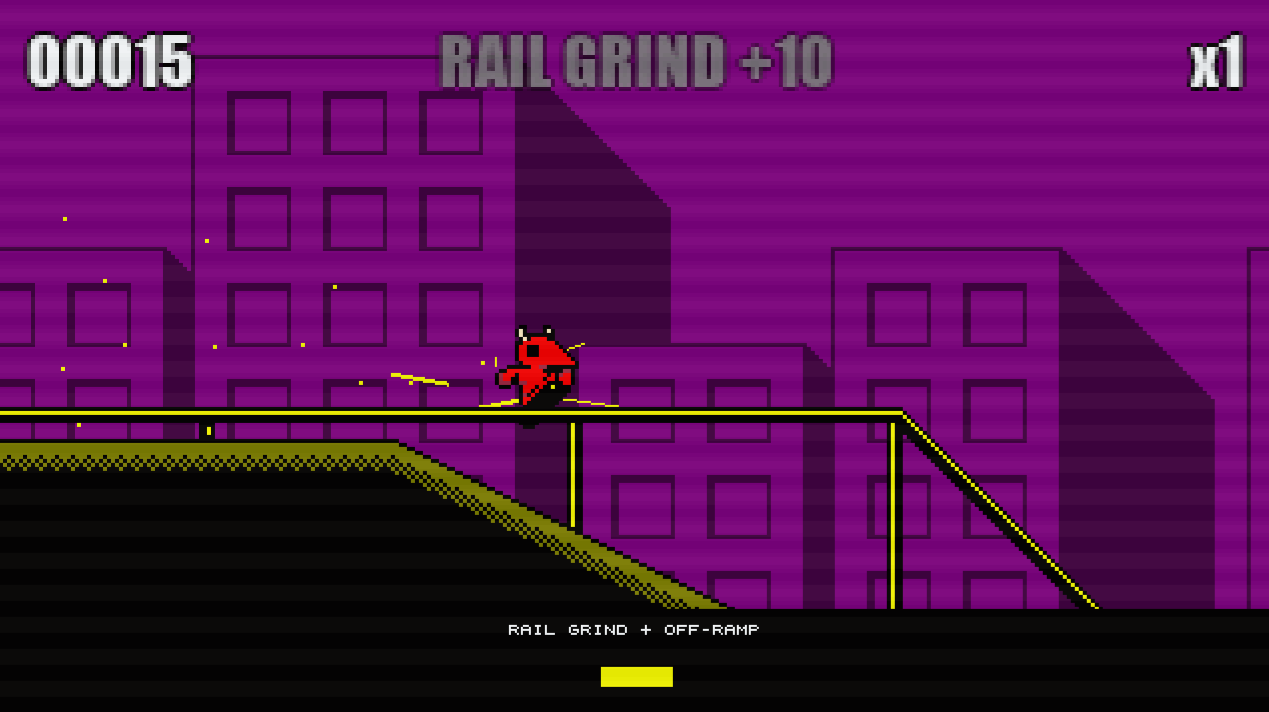 00015
RAIL GRIND +10
x1
RAIL GRIND + OFF-RAMP